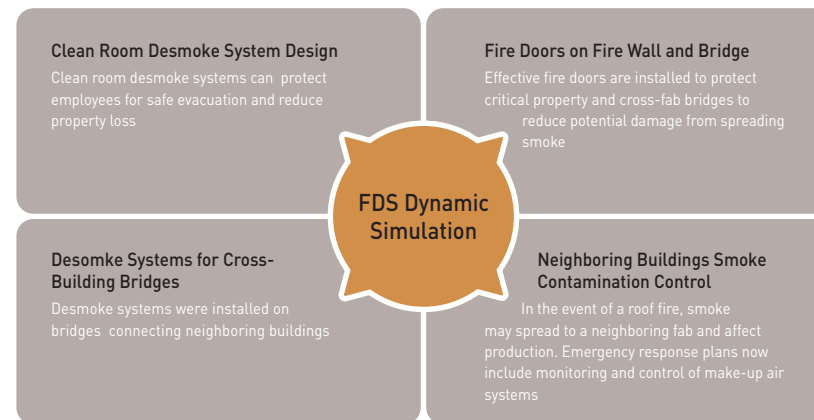 Clean Room Desmoke System Design
Clean room desmoke systems can protect
employees for safe evacuation and reduce
property loss
Fire Doors on Fire Wall and Bridge
Effective fire doors are installed to protect
critical property and cross-fab bridges to
reduce potential damage from spreading
smoke
FDS Dynamic
Simulation
Desomke Systems for Cross-
Building Bridges
Desmoke systems were installed on
bridges connecting neighboring buildings
Neighboring Buildings Smoke
Contamination Control
In the event of a roof fire, smoke
may spread to a neighboring fab and affect
production. Emergency response plans now
include monitoring and control of make-up air
systems